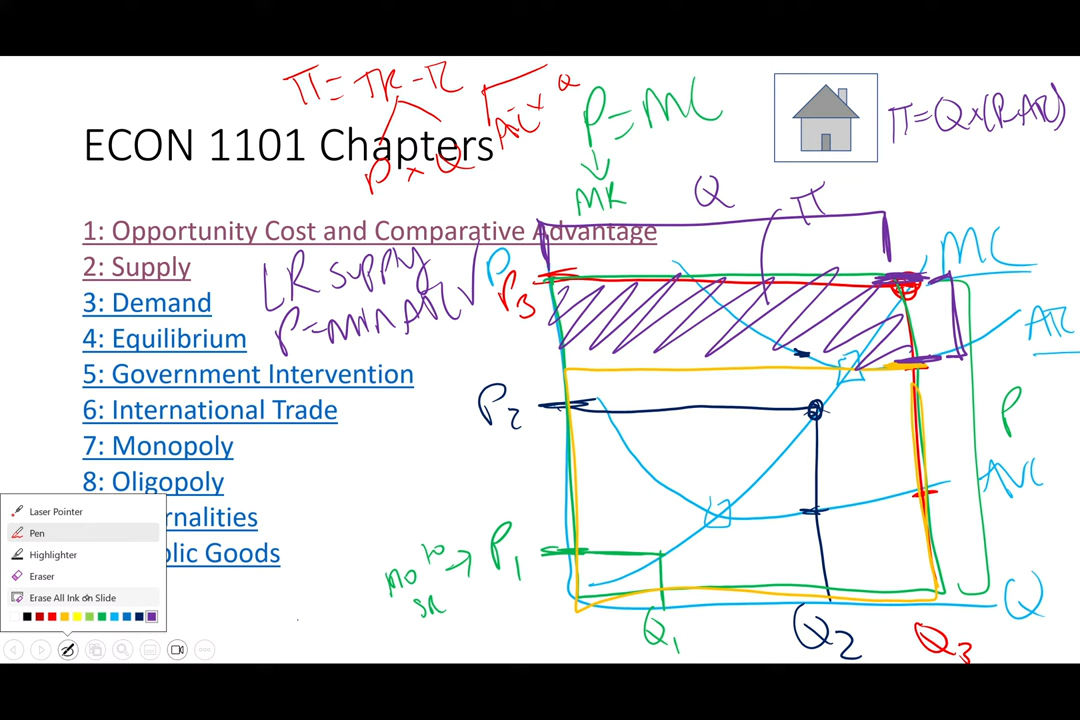 π = TR - TC
ATC × Q
P = MC
π = Q × (P-ATC)
ECON 1101 Chapters
P × Q
MR
Q
π
1: Opportunity Cost and Comparative Advantage
2: Supply
3: Demand
4: Equilibrium
5: Government Intervention
6: International Trade
7: Monopoly
8: Oligopoly
rnalities
blic Goods
LR supply
P = min ATC
P
P3
MC
P2
P
AVC
P1
SR
Q
Q1
Q2
Q3
Laser Pointer
Pen
Highlighter
Eraser
Erase All Ink on Slide